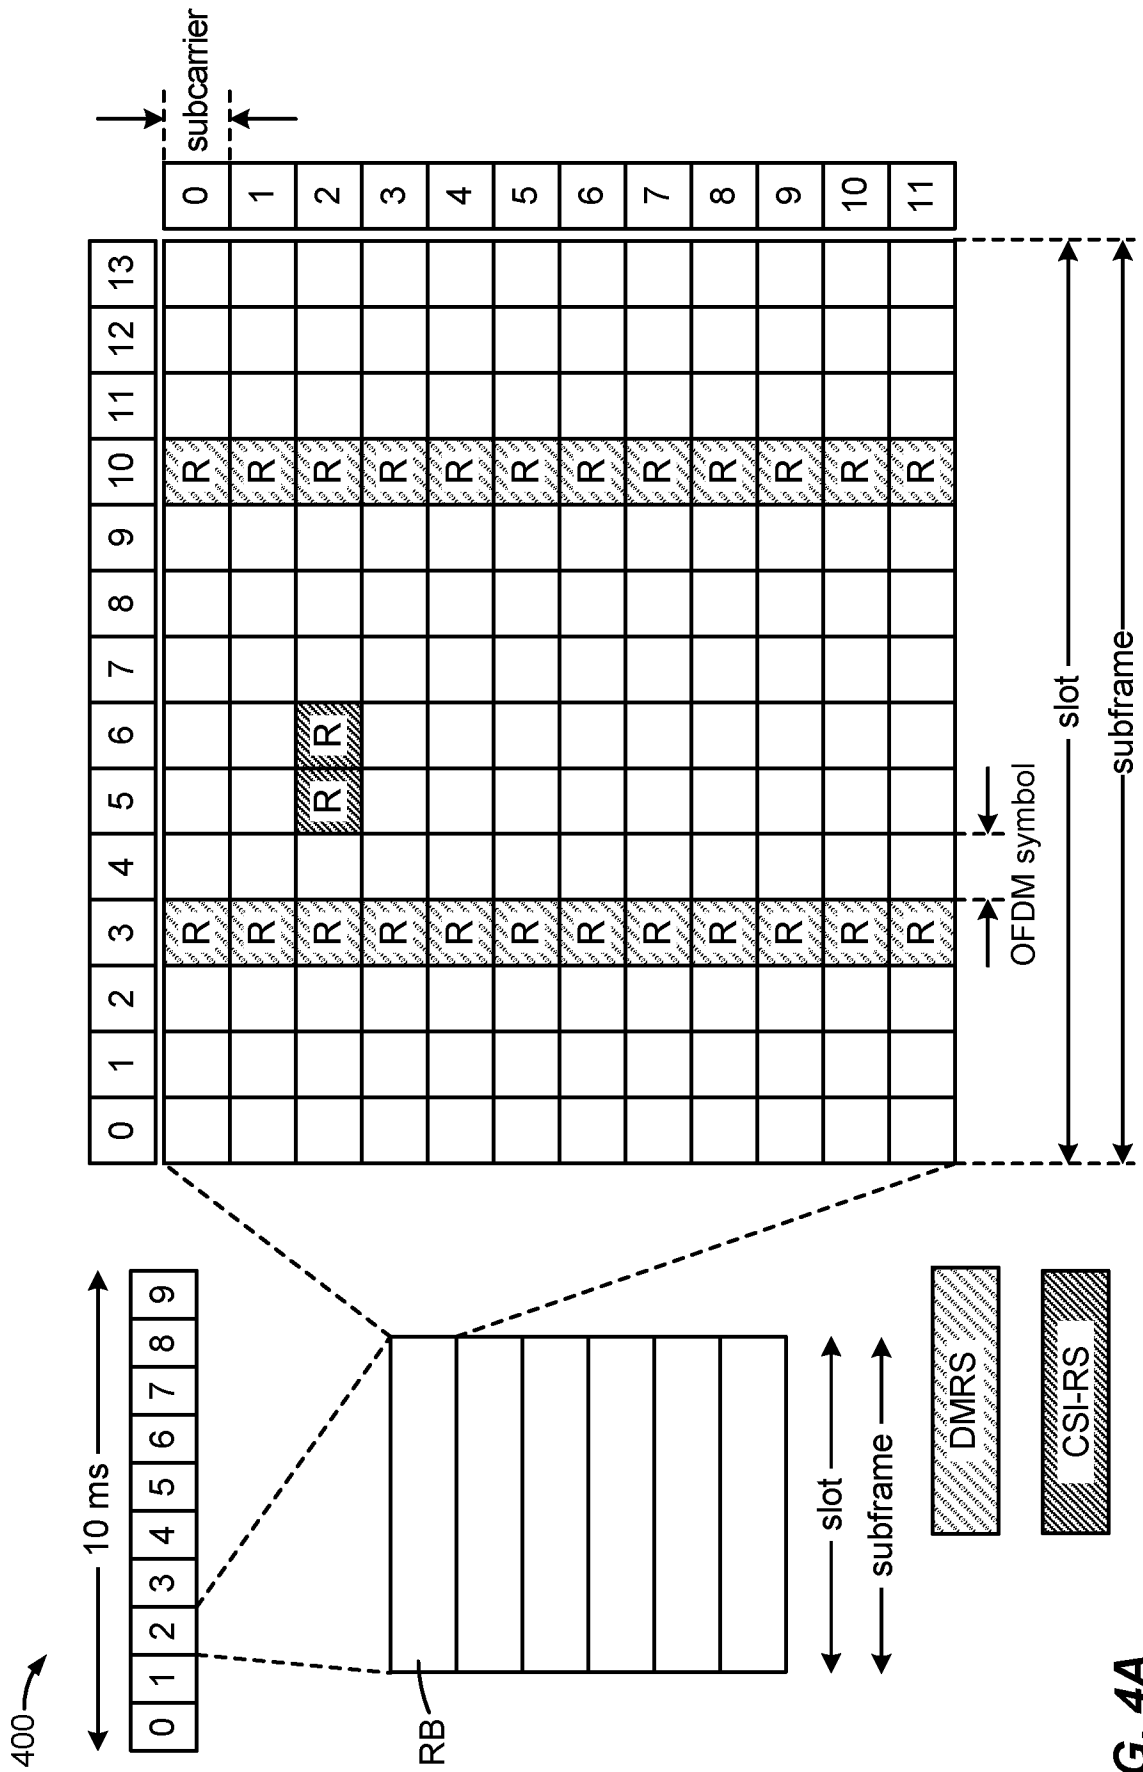 400
10 ms
0 1 2 3 4 5 6 7 8 9
RB
slot
subframe
DMRS
CSI-RS
0 1 2 3 4 5 6 7 8 9 10 11 12 13
subcarrier
R R 0
R R 1
R R R R 2
R R 3
R R 4
R R 5
R R 6
R R 7
R R 8
R R 9
R R 10
R R 11
OFDM symbol
slot
subframe
G. 4A